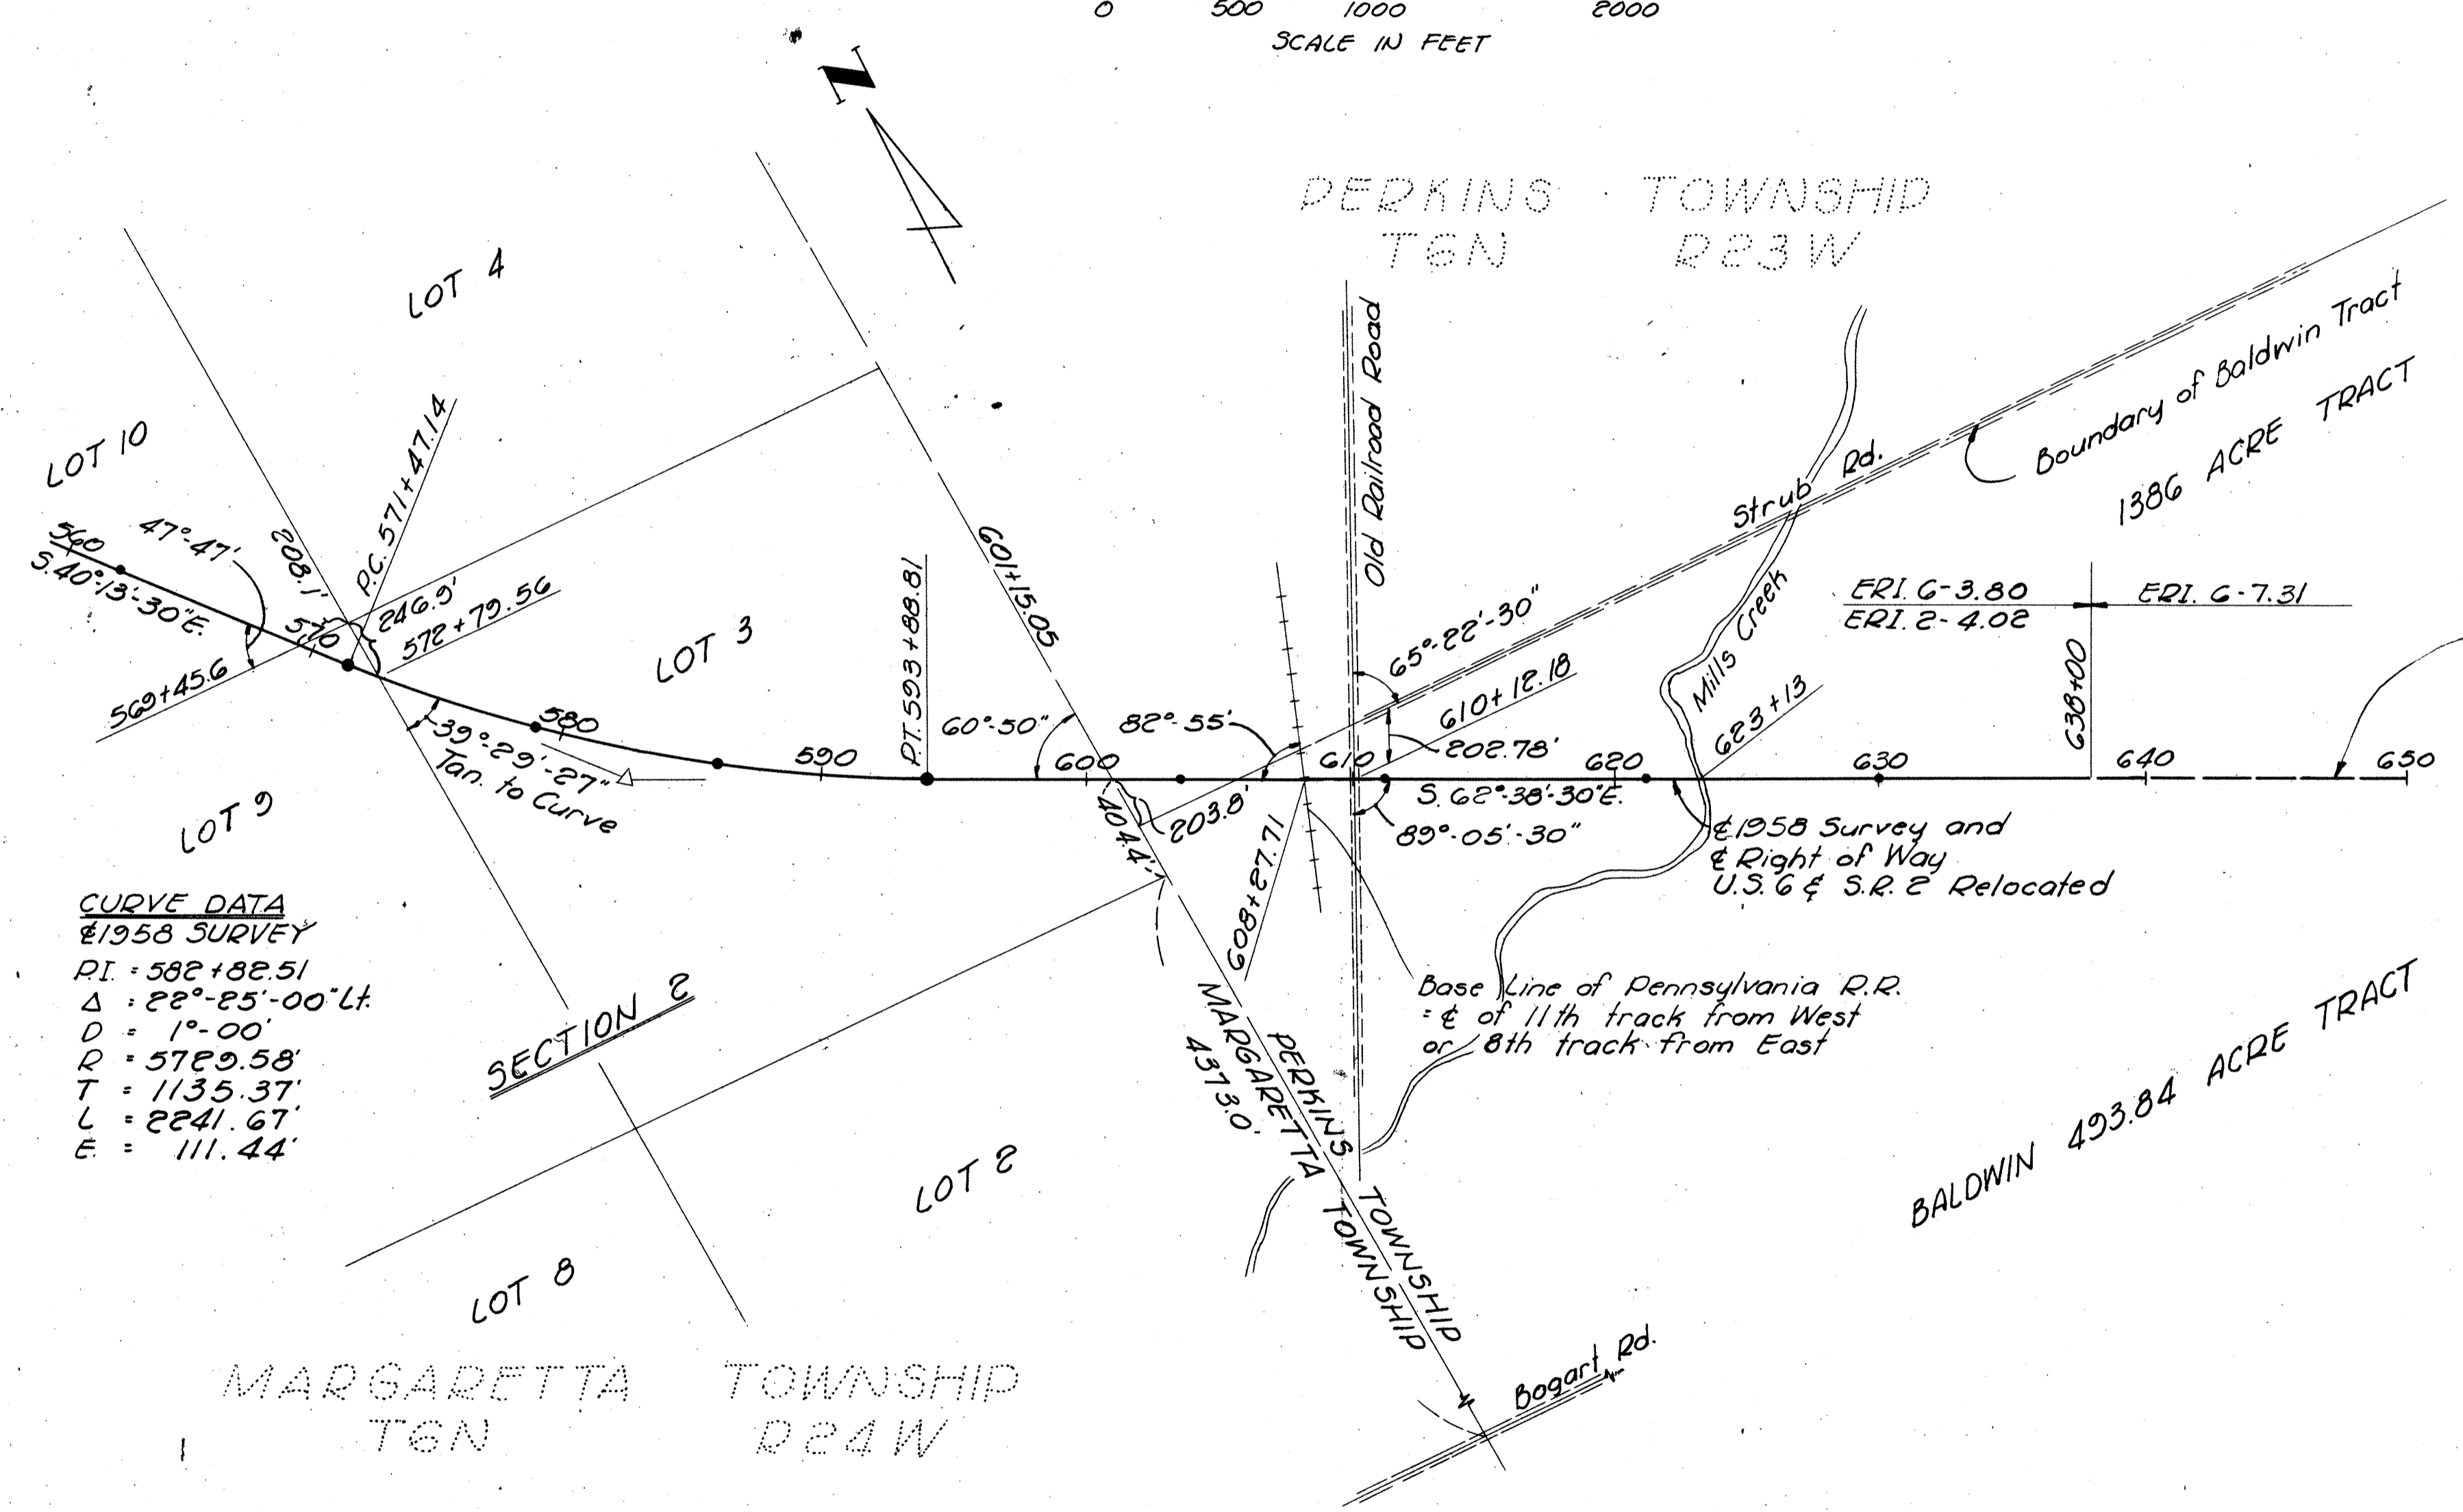 0 500 1000 2000
SCALE IN FEET
N
PERKINS TOWNSHIP
T6N R23W
LOT 4
LOT 10
P.C. 571+47.14
560
47°-47'
208.1'
S.40°-13'-30"E.
570
246.9'
572+79.56
569+45.6
LOT 3
P.T. 593+88.81
601+15.05
Old Railroad Road
Strub Rd.
Boundary of Baldwin Tract
1386 ACRE TRACT
Mills Creek
65°-22'-30"
610+12.18
202.78'
623+13
ERI. 6-3.80
ERI. 2-4.02
ERI. 6-7.31
638+00
39°-29'-27"
Tan. to Curve
580
590
60°-50"
82°-55'
600
610
620
630
640
650
S. 62°-38'-30"E.
89°-05'-30"
404.4'
203.8'
608+27.71
LOT 9
℄ 1958 Survey and
℄ Right of Way
U.S. 6 & S.R. 2 Relocated
CURVE DATA
℄ 1958 SURVEY
P.I. = 582+82.51
Δ = 22°-25'-00" Lt.
D = 1°-00'
R = 5729.58'
T = 1135.37'
L = 2241.67'
E = 111.44'
SECTION 2
Base Line of Pennsylvania R.R.
= ℄ of 11th track from West
or 8th track from East
PERKINS TOWNSHIP
MARGARETTA TOWNSHIP
4373.0'
BALDWIN 493.84 ACRE TRACT
LOT 2
LOT 8
Bogart Rd.
MARGARETTA TOWNSHIP
T6N R24W